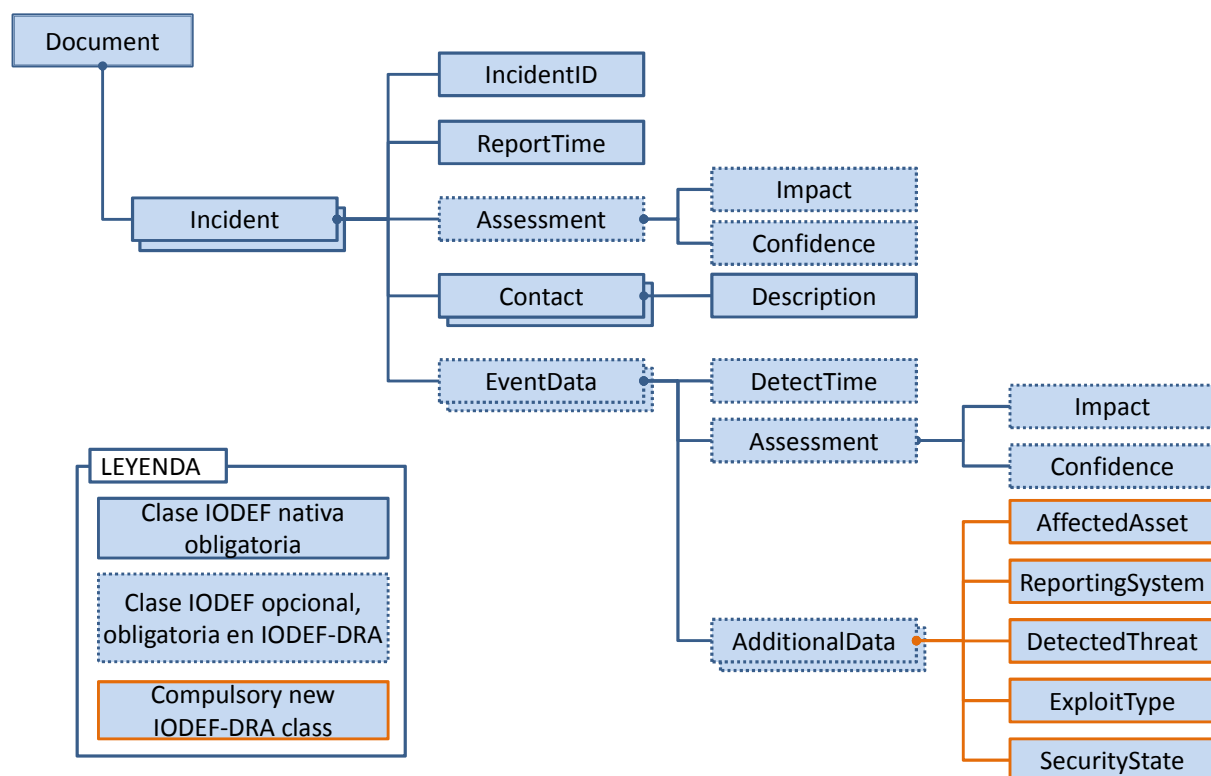 Document
IncidentID
ReportTime
Impact
Incident
Assessment
Confidence
Contact
Description
EventData
DetectTime
Impact
Assessment
Confidence
LEYENDA
Clase IODEF nativa
obligatoria
AffectedAsset
ReportingSystem
Clase IODEF opcional,
obligatoria en IODEF-DRA
AdditionalData
DetectedThreat
Compulsory new
IODEF-DRA class
ExploitType
SecurityState